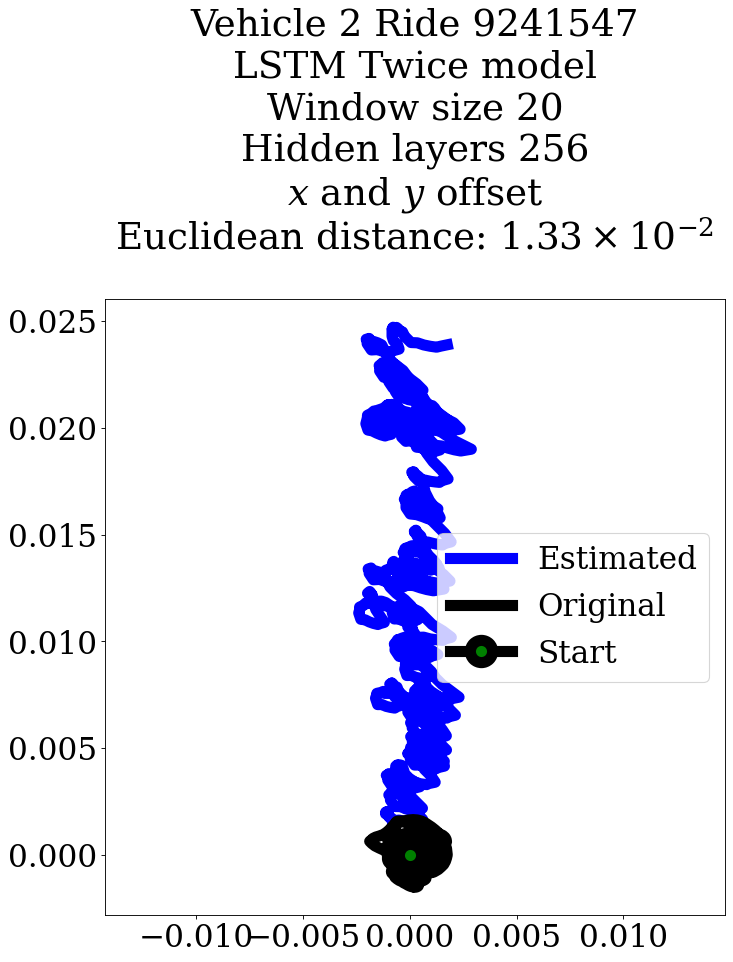 Vehicle 2 Ride 9241547
LSTM Twice model
Window size 20
Hidden layers 256
x and y offset
Euclidean distance: 1.33 × 10⁻²
0.025
0.020
0.015
0.010
0.005
0.000
Estimated
Original
Start
−0.010 −0.005 0.000 0.005 0.010